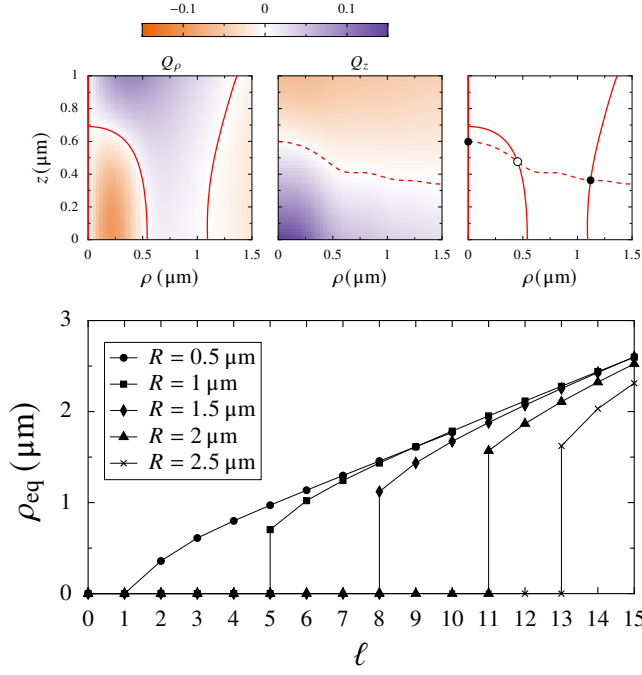 −0.1 0 0.1
Q_ρ Q_z
1
0.8
0.6
0.4
0.2
0
z(μm)
0 0.5 1 1.5
0 0.5 1 1.5
0 0.5 1 1.5
ρ (μm) ρ(μm) ρ(μm)
3
2
1
0
ρ_eq (μm)
R = 0.5 μm
R = 1 μm
R = 1.5 μm
R = 2 μm
R = 2.5 μm
0 1 2 3 4 5 6 7 8 9 10 11 12 13 14 15
ℓ